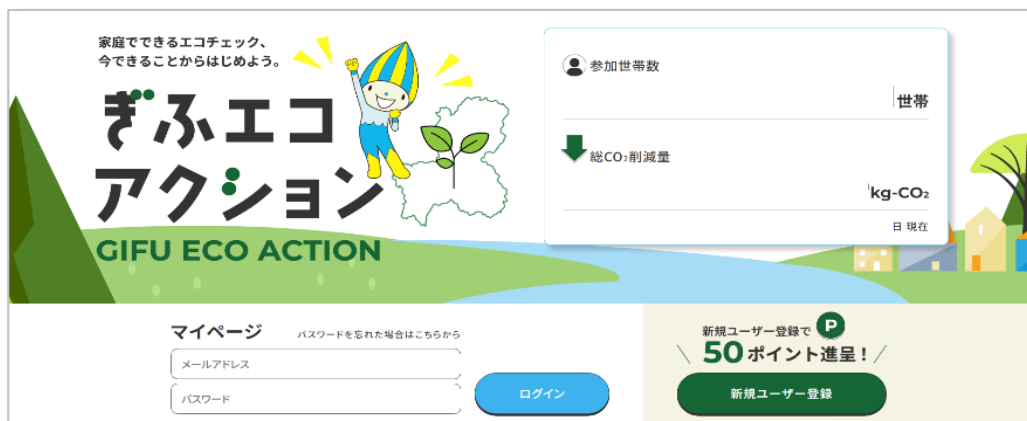 家庭でできるエコチェック、
今できることからはじめよう。
ぎふエコ
アクション
GIFU ECO ACTION
参加世帯数
世帯
総CO₂削減量
kg-CO₂
日 現在
マイページ
パスワードを忘れた場合はこちらから
メールアドレス
パスワード
ログイン
新規ユーザー登録で P
50ポイント進呈！
新規ユーザー登録